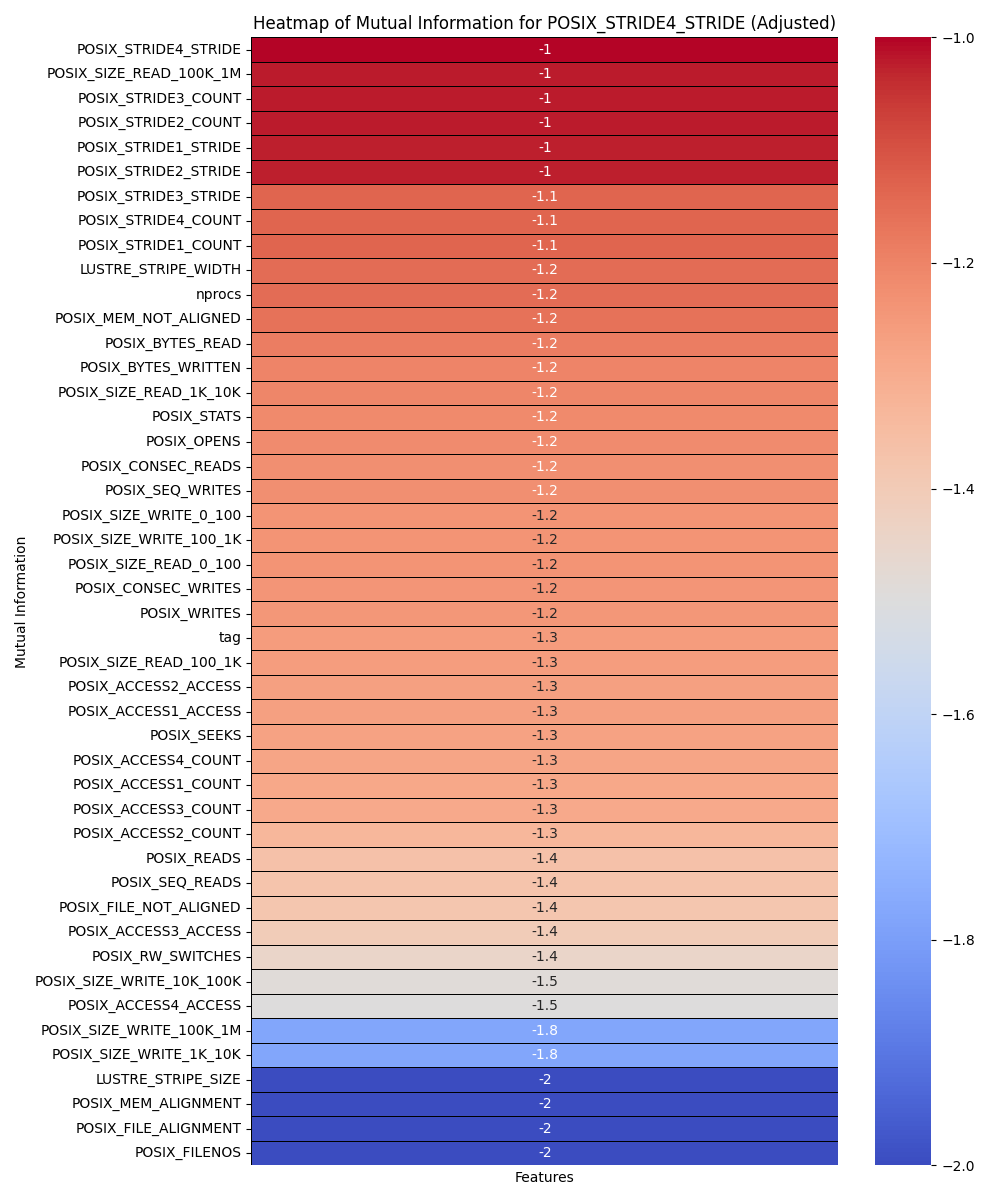 Heatmap of Mutual Information for POSIX_STRIDE4_STRIDE (Adjusted)
POSIX_STRIDE4_STRIDE -1
POSIX_SIZE_READ_100K_1M -1
POSIX_STRIDE3_COUNT -1
POSIX_STRIDE2_COUNT -1
POSIX_STRIDE1_STRIDE -1
POSIX_STRIDE2_STRIDE -1
POSIX_STRIDE3_STRIDE -1.1
POSIX_STRIDE4_COUNT -1.1
POSIX_STRIDE1_COUNT -1.1
LUSTRE_STRIPE_WIDTH -1.2
nprocs -1.2
POSIX_MEM_NOT_ALIGNED -1.2
POSIX_BYTES_READ -1.2
POSIX_BYTES_WRITTEN -1.2
POSIX_SIZE_READ_1K_10K -1.2
POSIX_STATS -1.2
POSIX_OPENS -1.2
POSIX_CONSEC_READS -1.2
POSIX_SEQ_WRITES -1.2
POSIX_SIZE_WRITE_0_100 -1.2
POSIX_SIZE_WRITE_100_1K -1.2
POSIX_SIZE_READ_0_100 -1.2
POSIX_CONSEC_WRITES -1.2
POSIX_WRITES -1.2
tag -1.3
POSIX_SIZE_READ_100_1K -1.3
POSIX_ACCESS2_ACCESS -1.3
POSIX_ACCESS1_ACCESS -1.3
POSIX_SEEKS -1.3
POSIX_ACCESS4_COUNT -1.3
POSIX_ACCESS1_COUNT -1.3
POSIX_ACCESS3_COUNT -1.3
POSIX_ACCESS2_COUNT -1.3
POSIX_READS -1.4
POSIX_SEQ_READS -1.4
POSIX_FILE_NOT_ALIGNED -1.4
POSIX_ACCESS3_ACCESS -1.4
POSIX_RW_SWITCHES -1.4
POSIX_SIZE_WRITE_10K_100K -1.5
POSIX_ACCESS4_ACCESS -1.5
POSIX_SIZE_WRITE_100K_1M -1.8
POSIX_SIZE_WRITE_1K_10K -1.8
LUSTRE_STRIPE_SIZE -2
POSIX_MEM_ALIGNMENT -2
POSIX_FILE_ALIGNMENT -2
POSIX_FILENOS -2
Mutual Information
Features
−1.0
−1.2
−1.4
−1.6
−1.8
−2.0